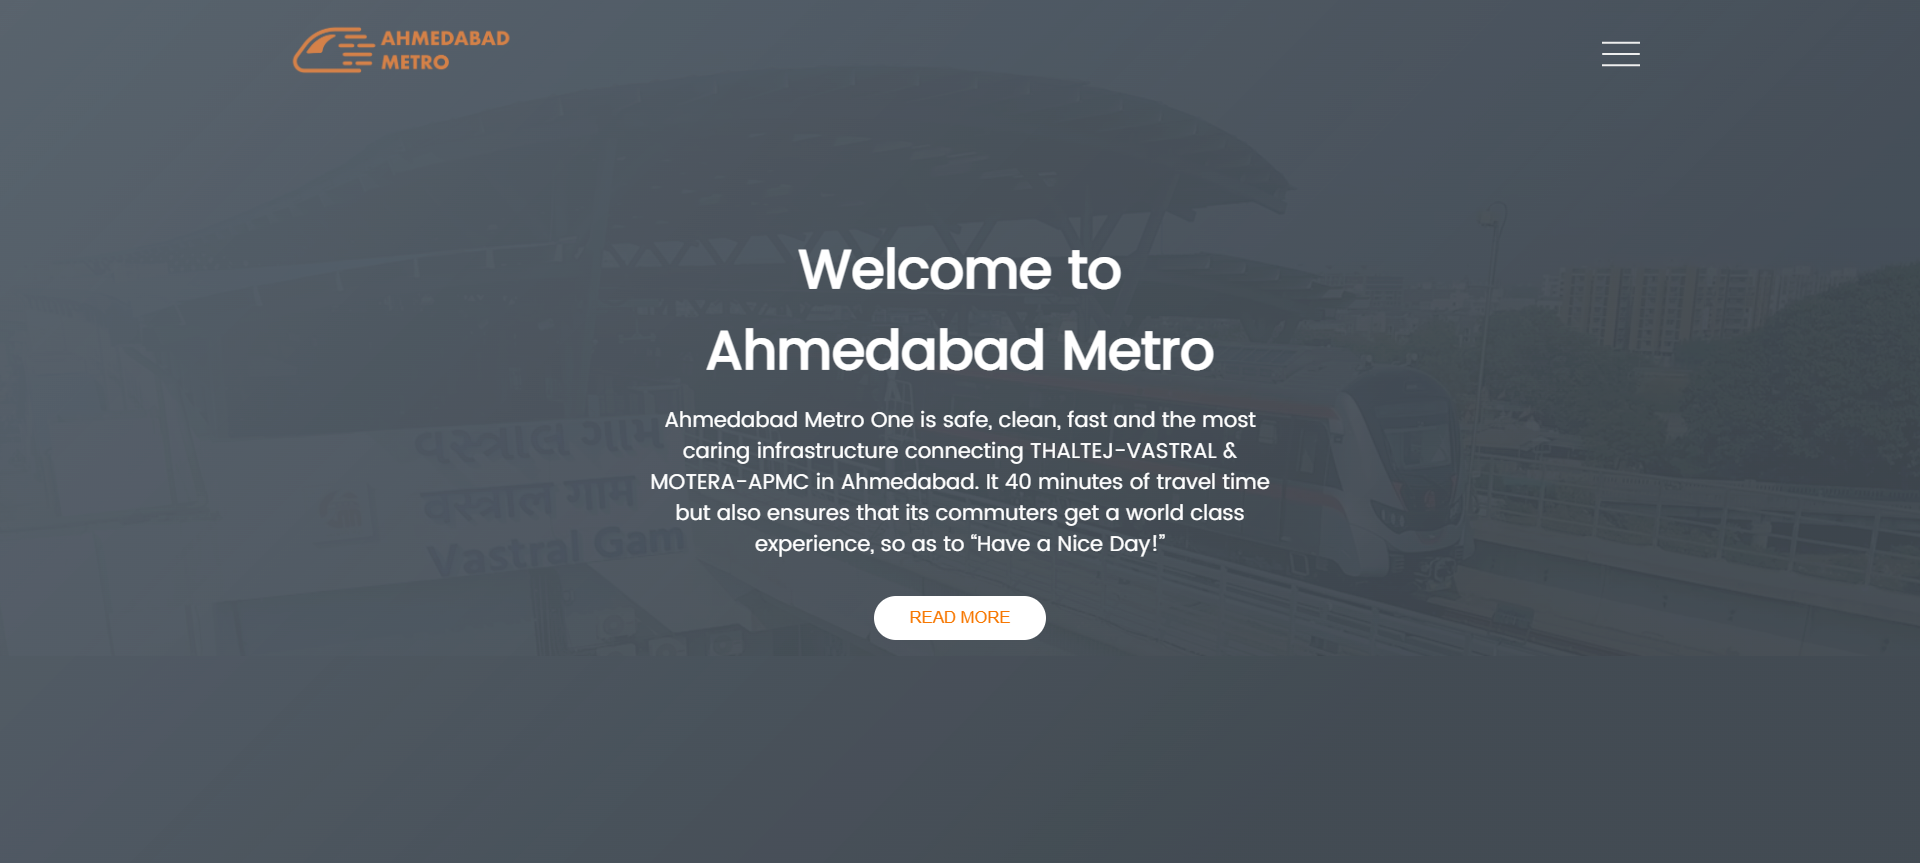 AHMEDABAD
METRO
Welcome to
Ahmedabad Metro
Ahmedabad Metro One is safe, clean, fast and the most
caring infrastructure connecting THALTEJ-VASTRAL &
MOTERA-APMC in Ahmedabad. It 40 minutes of travel time
but also ensures that its commuters get a world class
experience, so as to “Have a Nice Day!”
વસ્ત્રાલ ગામ
वस्त्राल गाम
Vastral Gam
READ MORE